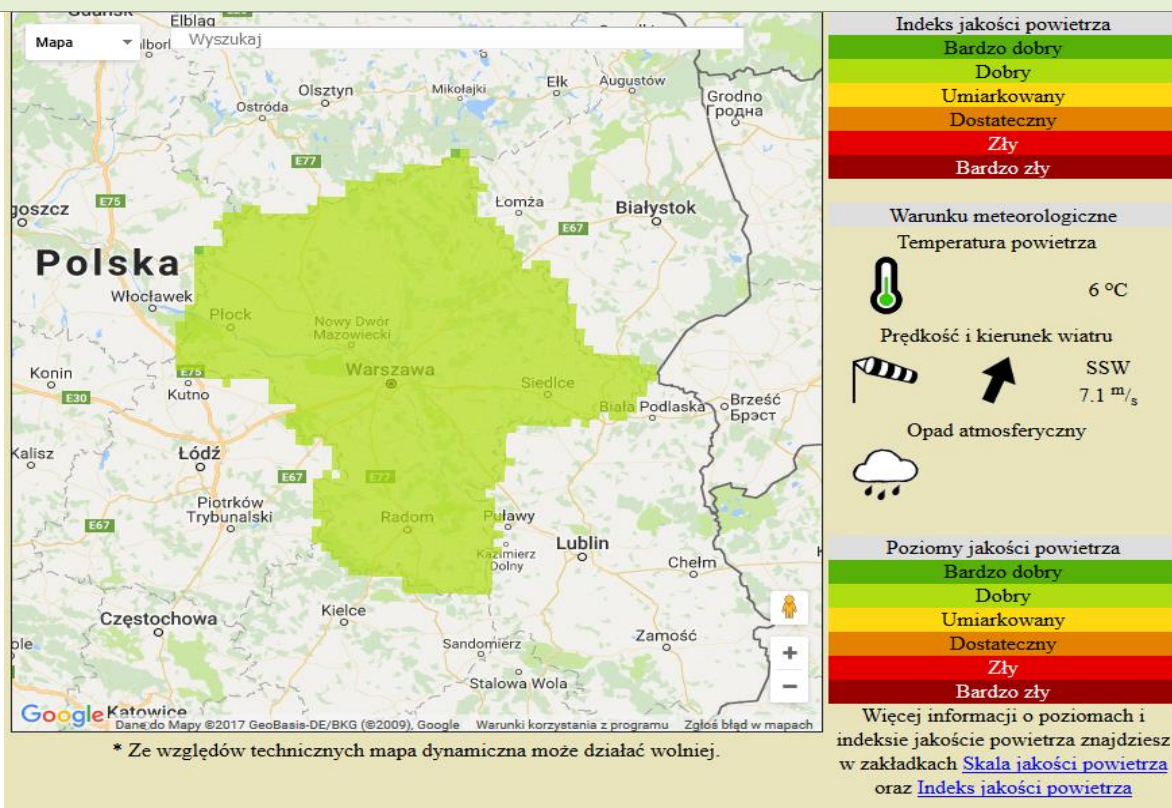 Elbląg
Mapa
Wyszukaj
Olsztyn
Mikołajki
Ełk
Augustów
Ostróda
Grodno
Гродна
E77
Łomża
Białystok
E75
goszcz
E67
Polska
Włocławek
Płock
Nowy Dwór
Mazowiecki
Warszawa
Konin
E75
Siedlce
E30
Kutno
Biała Podlaska
Brześć
Брэст
Kalisz
Łódź
E67
E77
Piotrków
Trybunalski
E67
Radom
Puławy
Kazimierz
Dolny
Lublin
Chełm
Kielce
Częstochowa
ole
Sandomierz
Zamość
Stalowa Wola
Google
Katowice
Dane do Mapy ©2017 GeoBasis-DE/BKG (©2009), Google Warunki korzystania z programu Zgłoś błąd w mapach
* Ze względów technicznych mapa dynamiczna może działać wolniej.
Indeks jakości powietrza
Bardzo dobry
Dobry
Umiarkowany
Dostateczny
Zły
Bardzo zły
Warunku meteorologiczne
Temperatura powietrza
6 °C
Prędkość i kierunek wiatru
SSW
7.1 m/s
Opad atmosferyczny
Poziomy jakości powietrza
Bardzo dobry
Dobry
Umiarkowany
Dostateczny
Zły
Bardzo zły
Więcej informacji o poziomach i
indeksie jakoście powietrza znajdziesz
w zakładkach Skala jakości powietrza
oraz Indeks jakości powietrza